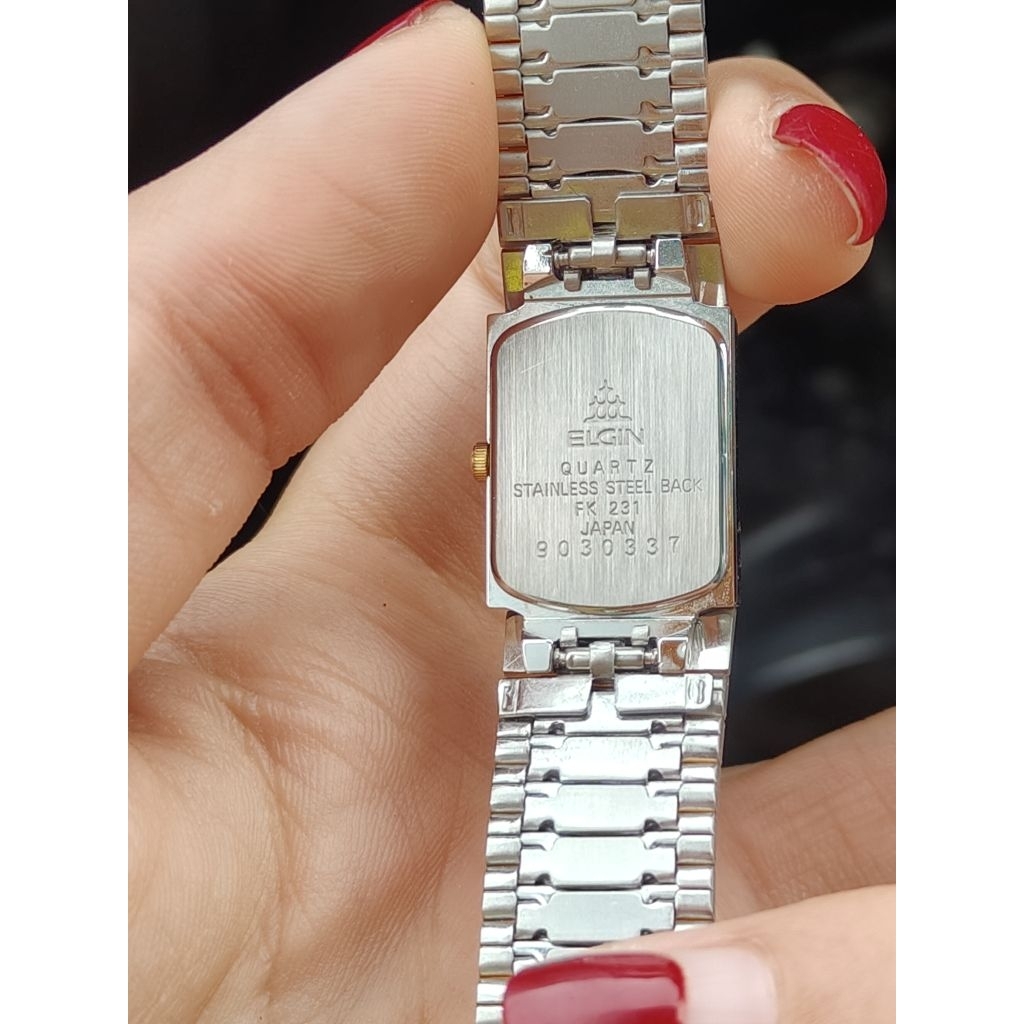 ELGIN
QUARTZ
STAINLESS STEEL BACK
FK 231
JAPAN
9030337